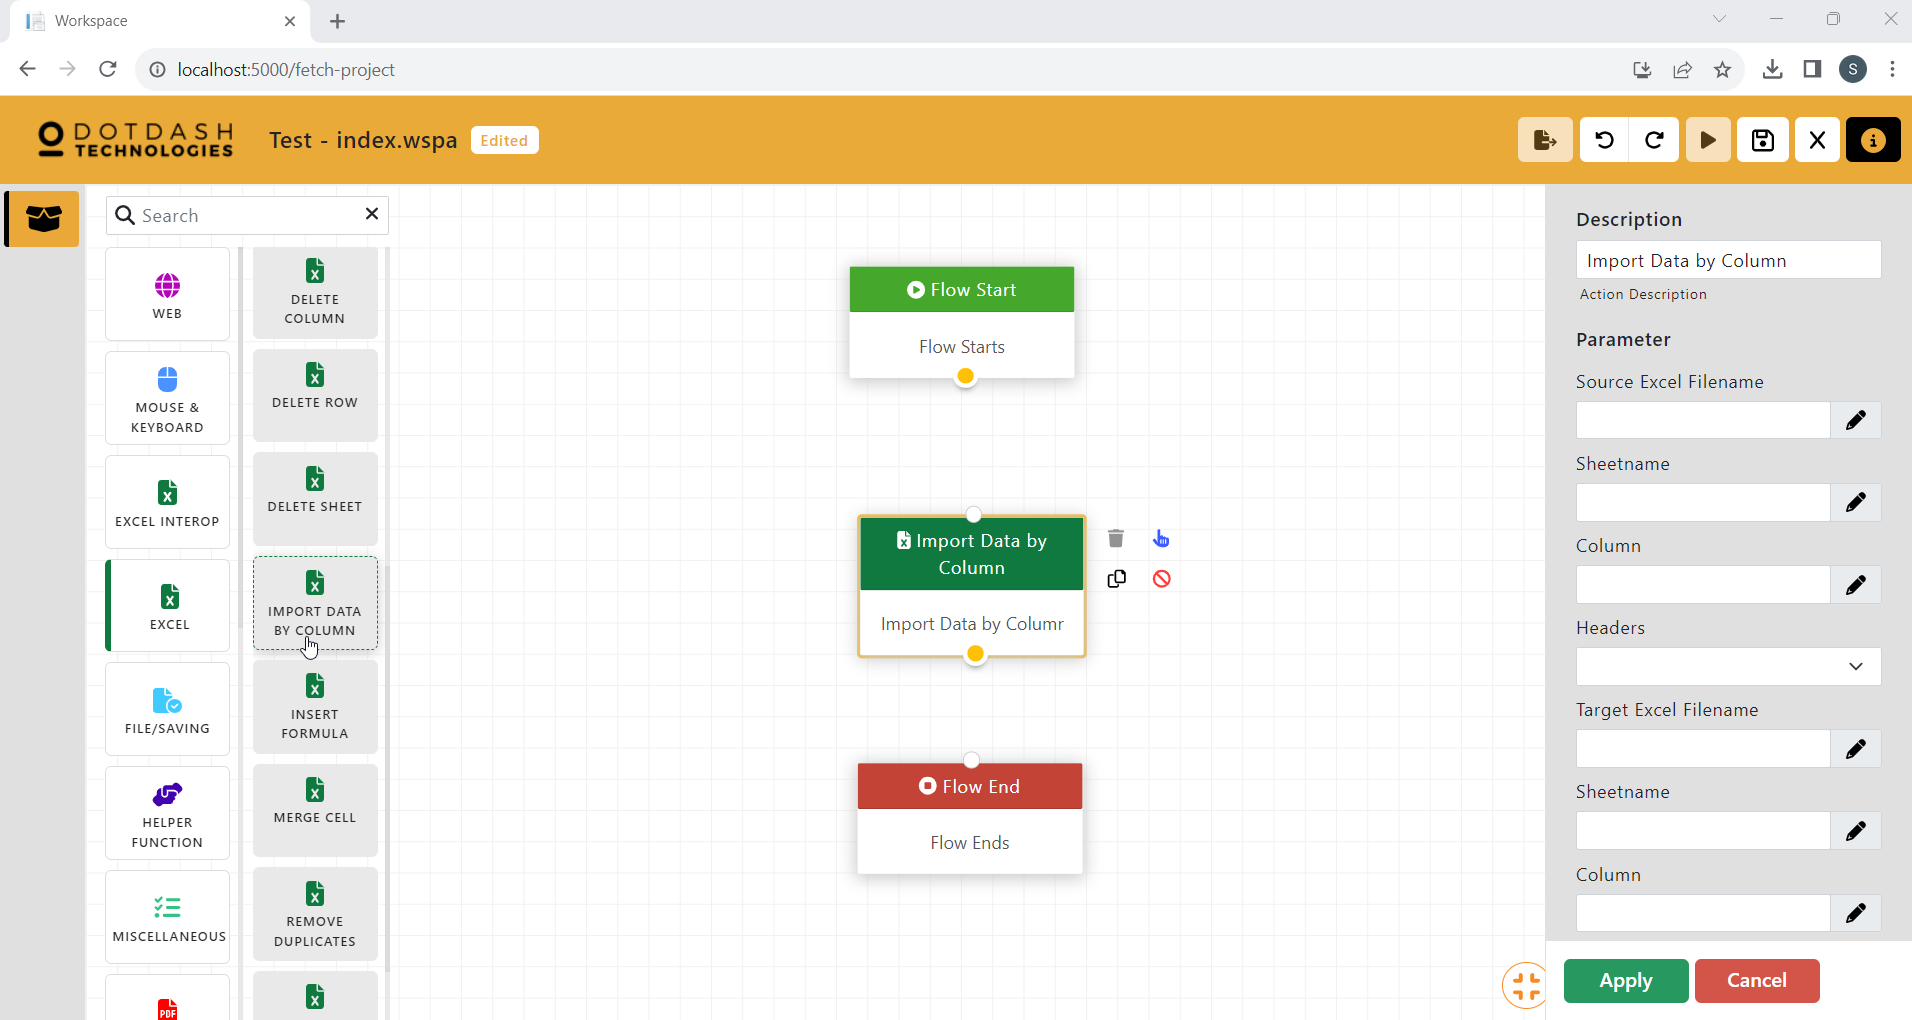 Workspace
localhost:5000/fetch-project
S
DOTDASH
TECHNOLOGIES
Test - index.wspa
Edited
Search
WEB
MOUSE &
KEYBOARD
EXCEL INTEROP
EXCEL
FILE/SAVING
HELPER
FUNCTION
MISCELLANEOUS
PDF
DELETE
COLUMN
DELETE ROW
DELETE SHEET
IMPORT DATA
BY COLUMN
INSERT
FORMULA
MERGE CELL
REMOVE
DUPLICATES
Flow Start
Flow Starts
Import Data by
Column
Import Data by Columr
Flow End
Flow Ends
Description
Import Data by Column
Action Description
Parameter
Source Excel Filename
Sheetname
Column
Headers
Target Excel Filename
Sheetname
Column
Apply
Cancel